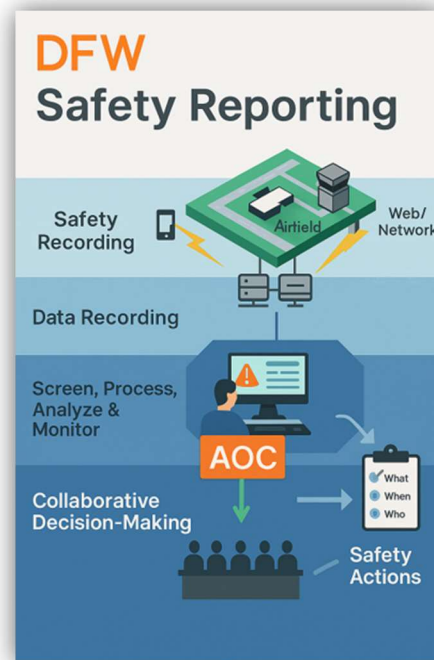 DFW
Safety Reporting
Safety
Recording
Airfield
Web/
Network
Data Recording
Screen, Process,
Analyze &
Monitor
AOC
What
When
Who
Collaborative
Decision-Making
Safety
Actions